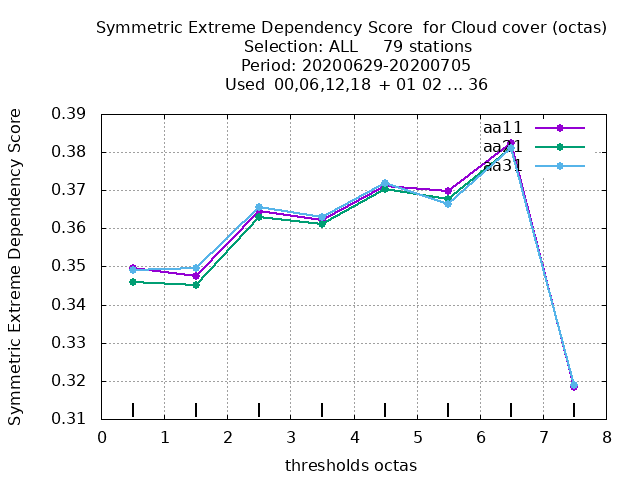 Symmetric Extreme Dependency Score for Cloud cover (octas)
Selection: ALL 79 stations
Period: 20200629-20200705
Used 00,06,12,18 + 01 02 ... 36
Symmetric Extreme Dependency Score
0.39
0.38
0.37
0.36
0.35
0.34
0.33
0.32
0.31
aa11
aa21
aa31
0 1 2 3 4 5 6 7 8
thresholds octas